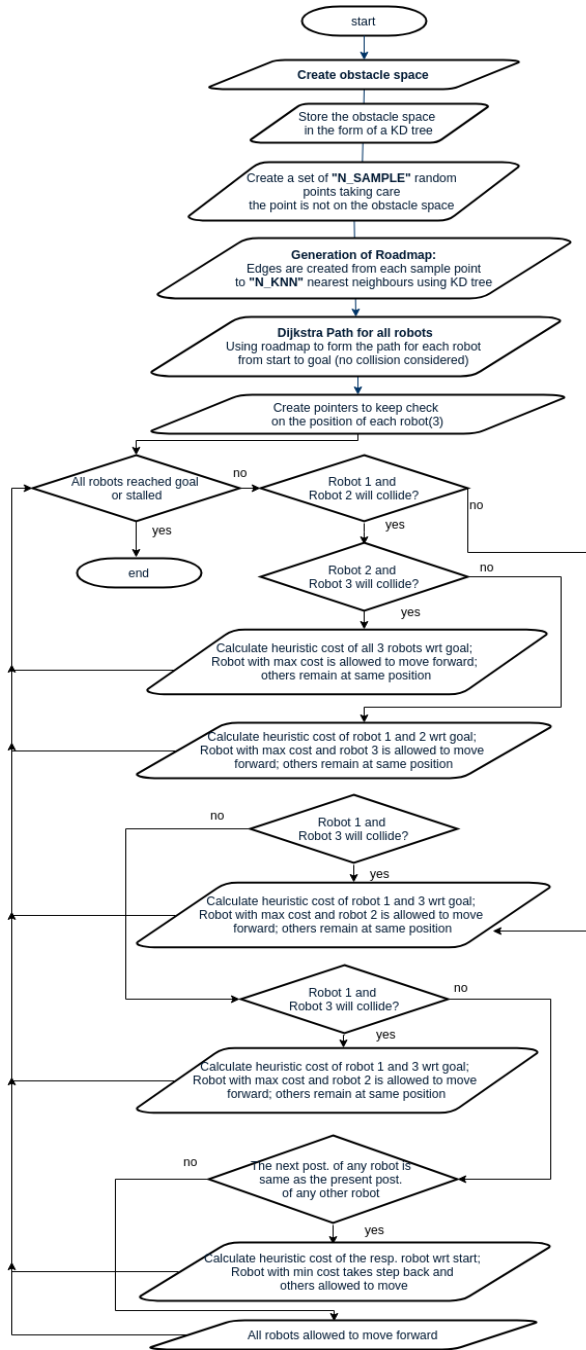 start
Create obstacle space
Store the obstacle space
in the form of a KD tree
Create a set of "N_SAMPLE" random
points taking care
the point is not on the obstacle space
Generation of Roadmap:
Edges are created from each sample point
to "N_KNN" nearest neighbours using KD tree
Dijkstra Path for all robots
Using roadmap to form the path for each robot
from start to goal (no collision considered)
Create pointers to keep check
on the position of each robot(3)
All robots reached goal
or stalled
no
Robot 1 and
Robot 2 will collide?
no
yes
yes
end
Robot 2 and
Robot 3 will collide?
no
yes
Calculate heuristic cost of all 3 robots wrt goal;
Robot with max cost is allowed to move forward;
others remain at same position
Calculate heuristic cost of robot 1 and 2 wrt goal;
Robot with max cost and robot 3 is allowed to move
forward; others remain at same position
no
Robot 1 and
Robot 3 will collide?
yes
Calculate heuristic cost of robot 1 and 3 wrt goal;
Robot with max cost and robot 2 is allowed to move
forward; others remain at same position
Robot 1 and
Robot 3 will collide?
no
yes
Calculate heuristic cost of robot 1 and 3 wrt goal;
Robot with max cost and robot 2 is allowed to move
forward; others remain at same position
no
The next post. of any robot is
same as the present post.
of any other robot
yes
Calculate heuristic cost of the resp. robot wrt start;
Robot with min cost takes step back and
others allowed to move
All robots allowed to move forward